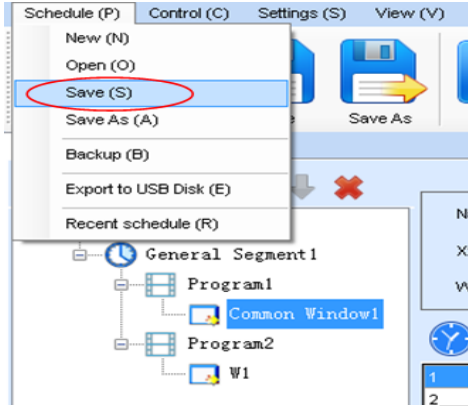 Schedule (P) Control (C) Settings (S) View (V)
New (N)
Open (O)
Save (S)
Save As (A)
Save As
Backup (B)
Export to USB Disk (E)
Recent schedule (R)
General Segment1
Program1
Common Window1
Program2
W1
1
2